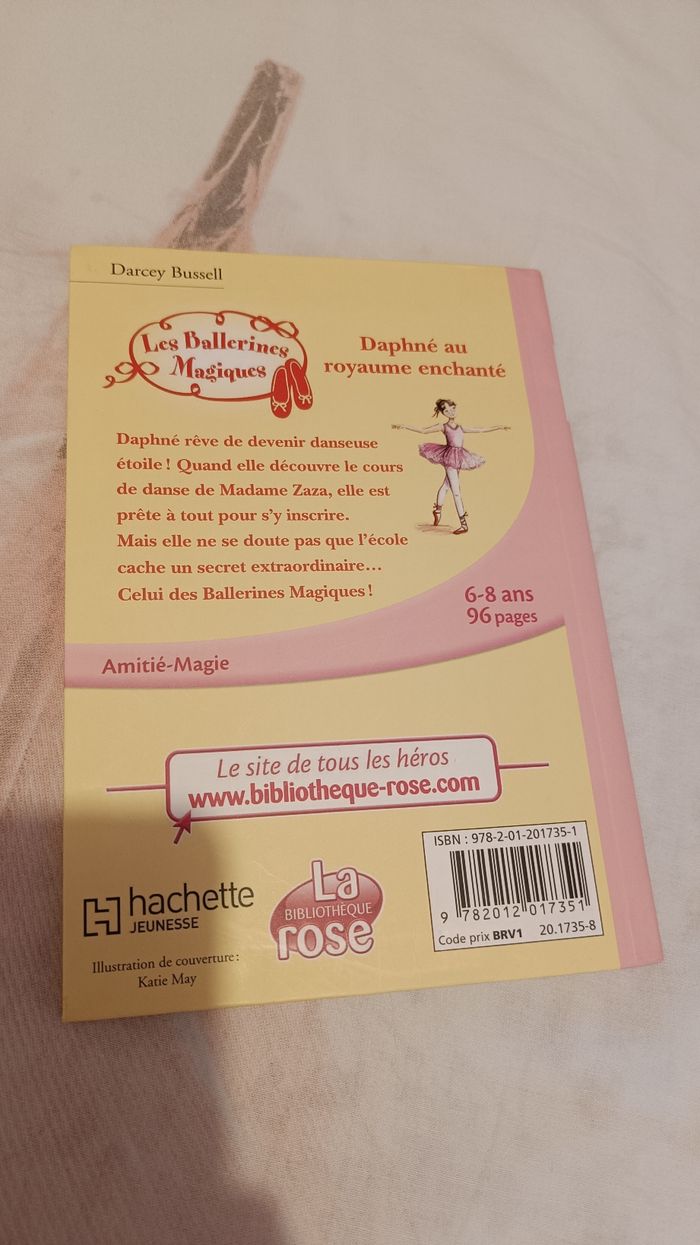 Darcey Bussell
Les Ballerines
Magiques
Daphné au
royaume enchanté
Daphné rêve de devenir danseuse
étoile ! Quand elle découvre le cours
de danse de Madame Zaza, elle est
prête à tout pour s'y inscrire.
Mais elle ne se doute pas que l'école
cache un secret extraordinaire...
Celui des Ballerines Magiques !
6-8 ans
96 pages
Amitié-Magie
Le site de tous les héros
www.bibliotheque-rose.com
hachette
JEUNESSE
Illustration de couverture :
Katie May
La
BIBLIOTHÈQUE
rose
ISBN : 978-2-01-201735-1
9 782012 017351
Code prix BRV1 20.1735-8